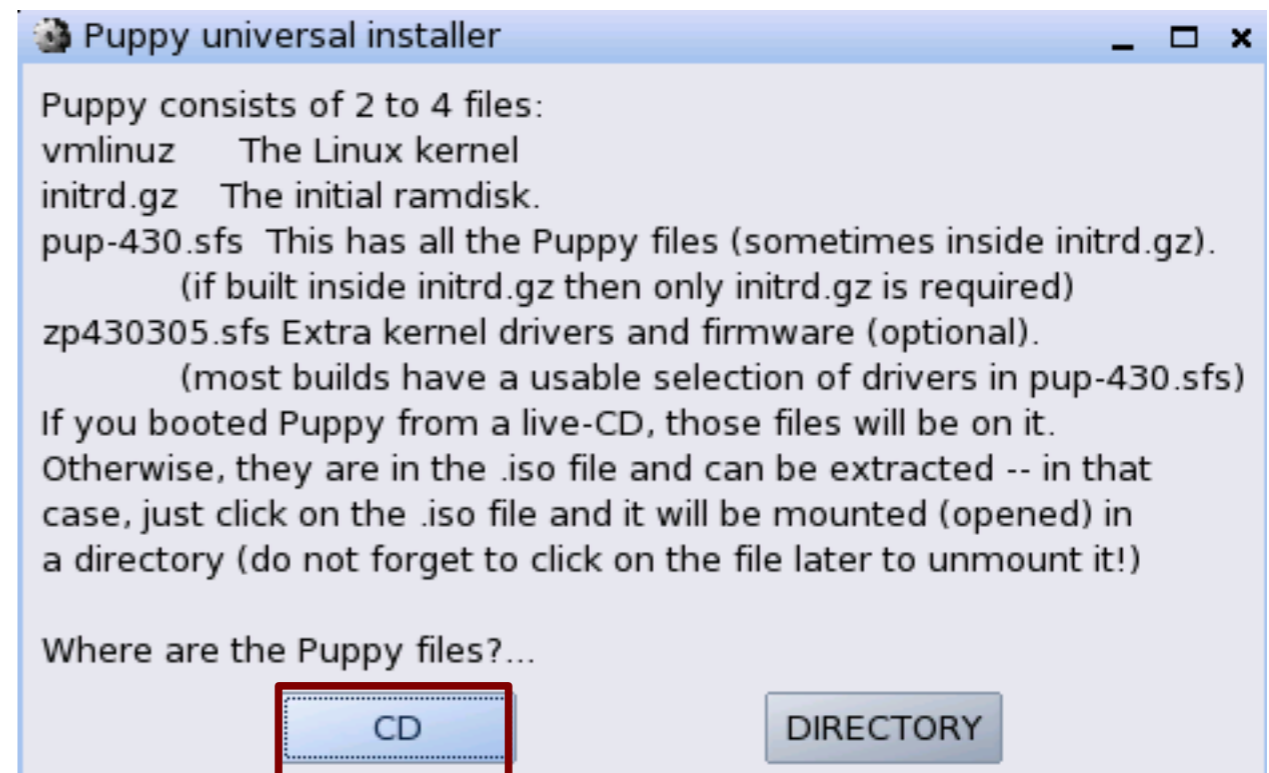 Puppy universal installer
Puppy consists of 2 to 4 files:
vmlinuz The Linux kernel
initrd.gz The initial ramdisk.
pup-430.sfs This has all the Puppy files (sometimes inside initrd.gz).
(if built inside initrd.gz then only initrd.gz is required)
zp430305.sfs Extra kernel drivers and firmware (optional).
(most builds have a usable selection of drivers in pup-430.sfs)
If you booted Puppy from a live-CD, those files will be on it.
Otherwise, they are in the .iso file and can be extracted -- in that
case, just click on the .iso file and it will be mounted (opened) in
a directory (do not forget to click on the file later to unmount it!)
Where are the Puppy files?...
CD DIRECTORY